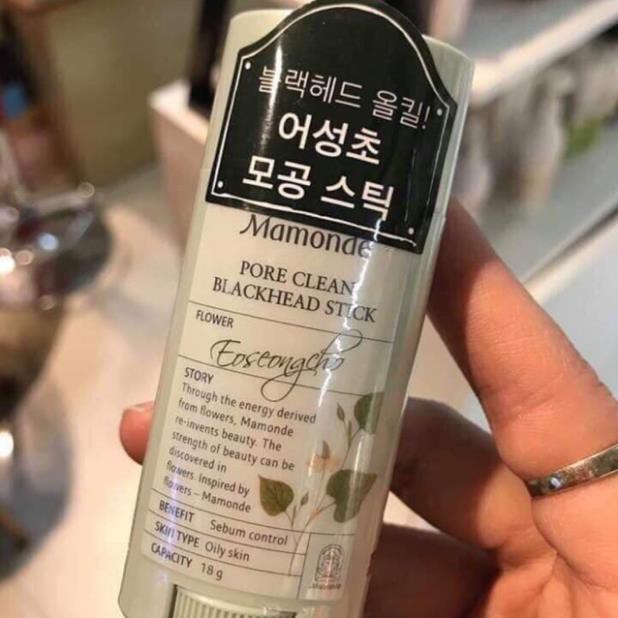 블랙헤드 올킬!
어성초
모공 스틱
Mamonde
PORE CLEAN
BLACKHEAD STICK
FLOWER
Eoseongcho
STORY
Through the energy derived
from flowers, Mamonde
re-invents beauty. The
strength of beauty can be
discovered in
flowers. Inspired by
flowers – Mamonde
BENEFIT Sebum control
SKIN TYPE Oily skin
CAPACITY 18 g